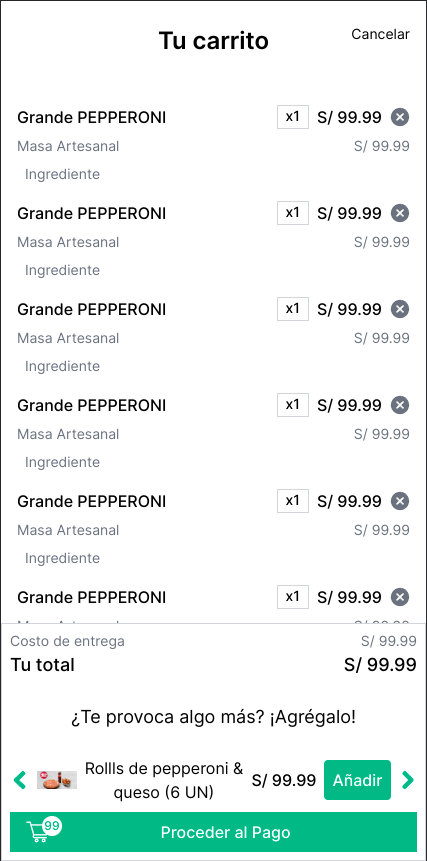 Tu carrito
Cancelar
Grande PEPPERONI x1 S/ 99.99
Masa Artesanal S/ 99.99
Ingrediente
Grande PEPPERONI x1 S/ 99.99
Masa Artesanal S/ 99.99
Ingrediente
Grande PEPPERONI x1 S/ 99.99
Masa Artesanal S/ 99.99
Ingrediente
Grande PEPPERONI x1 S/ 99.99
Masa Artesanal S/ 99.99
Ingrediente
Grande PEPPERONI x1 S/ 99.99
Masa Artesanal S/ 99.99
Ingrediente
Grande PEPPERONI x1 S/ 99.99
Costo de entrega S/ 99.99
Tu total S/ 99.99
¿Te provoca algo más? ¡Agrégalo!
Rollls de pepperoni &
queso (6 UN)
S/ 99.99
Añadir
99
Proceder al Pago